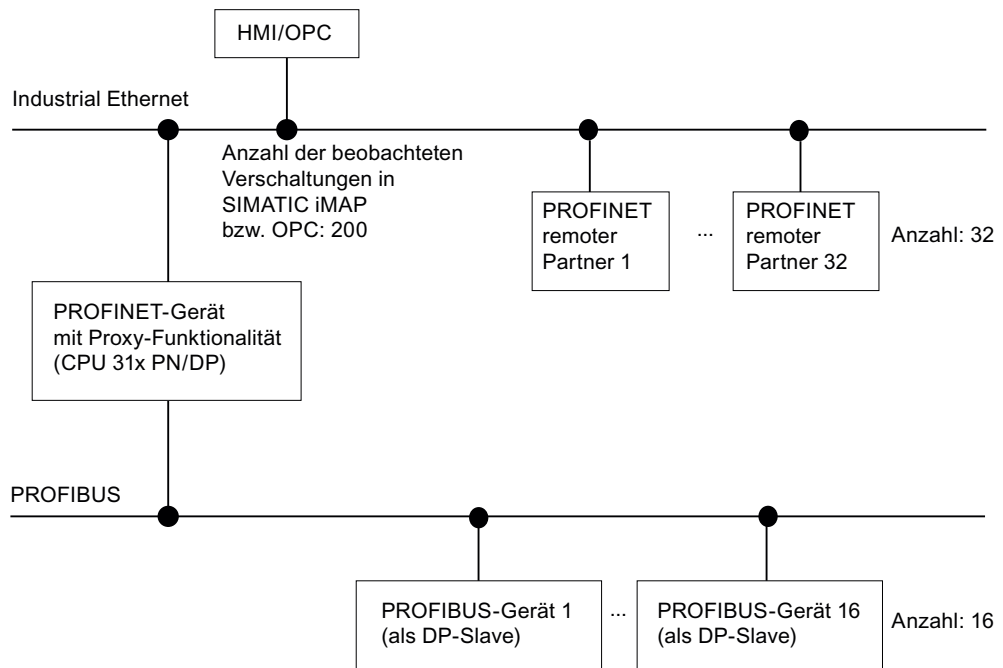 HMI/OPC
Industrial Ethernet
Anzahl der beobachteten
Verschaltungen in
SIMATIC iMAP
bzw. OPC: 200
PROFINET
remoter
Partner 1
...
PROFINET
remoter
Partner 32
Anzahl: 32
PROFINET-Gerät
mit Proxy-Funktionalität
(CPU 31x PN/DP)
PROFIBUS
PROFIBUS-Gerät 1
(als DP-Slave)
...
PROFIBUS-Gerät 16
(als DP-Slave)
Anzahl: 16